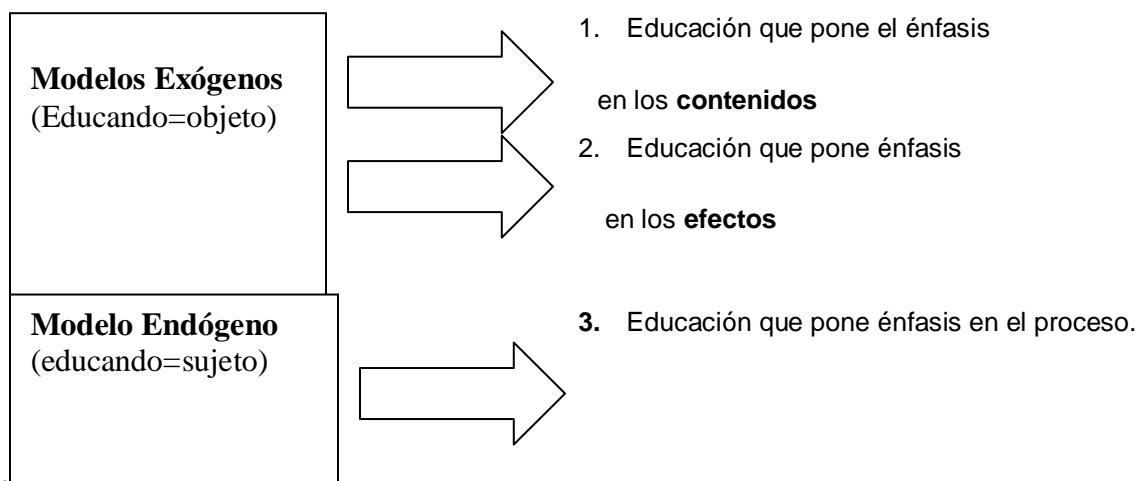 Modelos Exógenos
(Educando=objeto)
1. Educación que pone el énfasis
en los contenidos
2. Educación que pone énfasis
en los efectos
Modelo Endógeno
(educando=sujeto)
3. Educación que pone énfasis en el proceso.